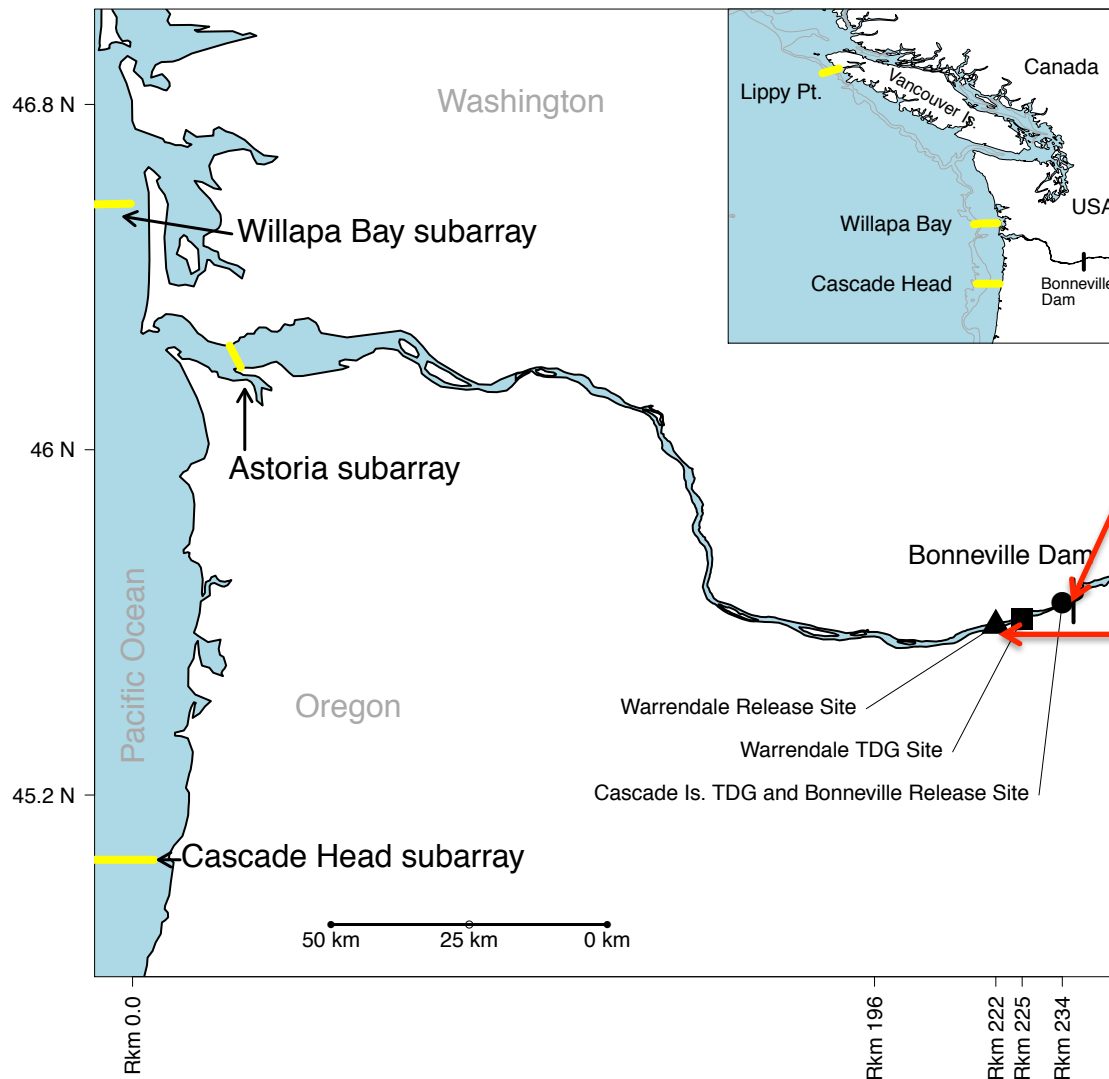 Canada
Lippy Pt.
Vancouver Is.
USA
Willapa Bay
Cascade Head
Bonneville
Dam
46.8 N
Washington
Willapa Bay subarray
46 N
Astoria subarray
Bonneville Dam
Pacific Ocean
Oregon
Warrendale Release Site
Warrendale TDG Site
45.2 N
Cascade Is. TDG and Bonneville Release Site
Cascade Head subarray
50 km
25 km
0 km
Rkm 0.0
Rkm 196
Rkm 222
Rkm 225
Rkm 234